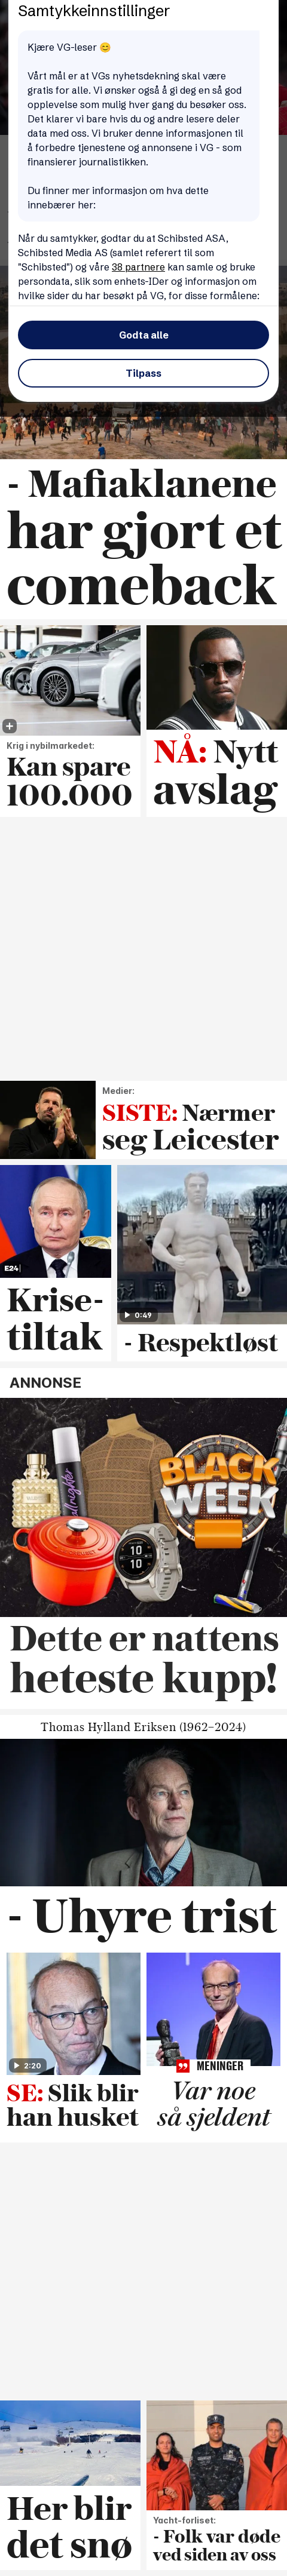 Samtykkeinnstillinger
Kjære VG-leser 😊
Vårt mål er at VGs nyhetsdekning skal være
gratis for alle. Vi ønsker også å gi deg en så god
opplevelse som mulig hver gang du besøker oss.
Det klarer vi bare hvis du og andre lesere deler
data med oss. Vi bruker denne informasjonen til
å forbedre tjenestene og annonsene i VG - som
finansierer journalistikken.
Du finner mer informasjon om hva dette
innebærer her:
Når du samtykker, godtar du at Schibsted ASA,
Schibsted Media AS (samlet referert til som
"Schibsted") og våre 38 partnere kan samle og bruke
persondata, slik som enhets-IDer og informasjon om
hvilke sider du har besøkt på VG, for disse formålene:
Godta alle
Tilpass
- Mafiaklanene
har gjort et
comeback
Krig i nybilmarkedet:
Kan spare
100.000
NÅ: Nytt
avslag
Medier:
SISTE: Nærmer
seg Leicester
E24
Krise-
tiltak
0:49
- Respektløst
ANNONSE
BLACK
WEEK
alright
10
10
Dette er nattens
heteste kupp!
Thomas Hylland Eriksen (1962–2024)
- Uhyre trist
2:20
SE: Slik blir
han husket
MENINGER
Var noe
så sjeldent
Her blir
det snø
Yacht-forliset:
- Folk var døde
ved siden av oss